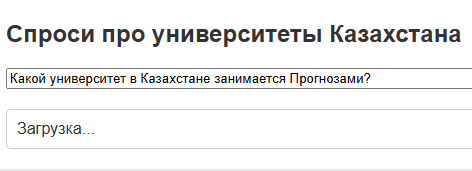 Спроси про университеты Казахстана
Какой университет в Казахстане занимается Прогнозами?
Загрузка...